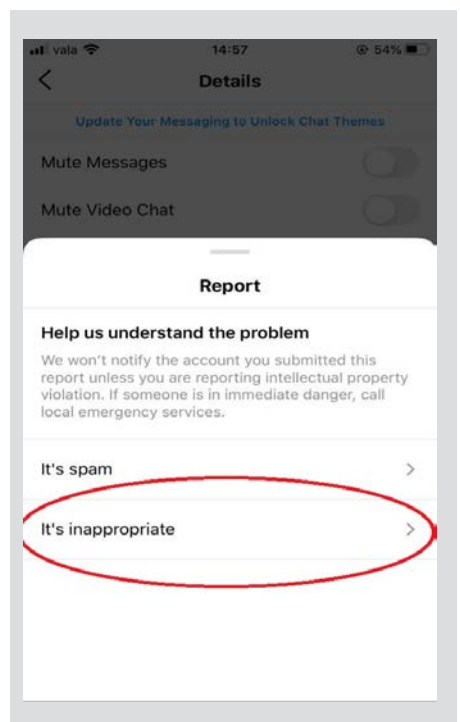 vala 14:57 54%
Details
Update Your Messaging to Unlock Chat Themes
Mute Messages
Mute Video Chat
Report
Help us understand the problem
We won't notify the account you submitted this
report unless you are reporting intellectual property
violation. If someone is in immediate danger, call
local emergency services.
It's spam
It's inappropriate